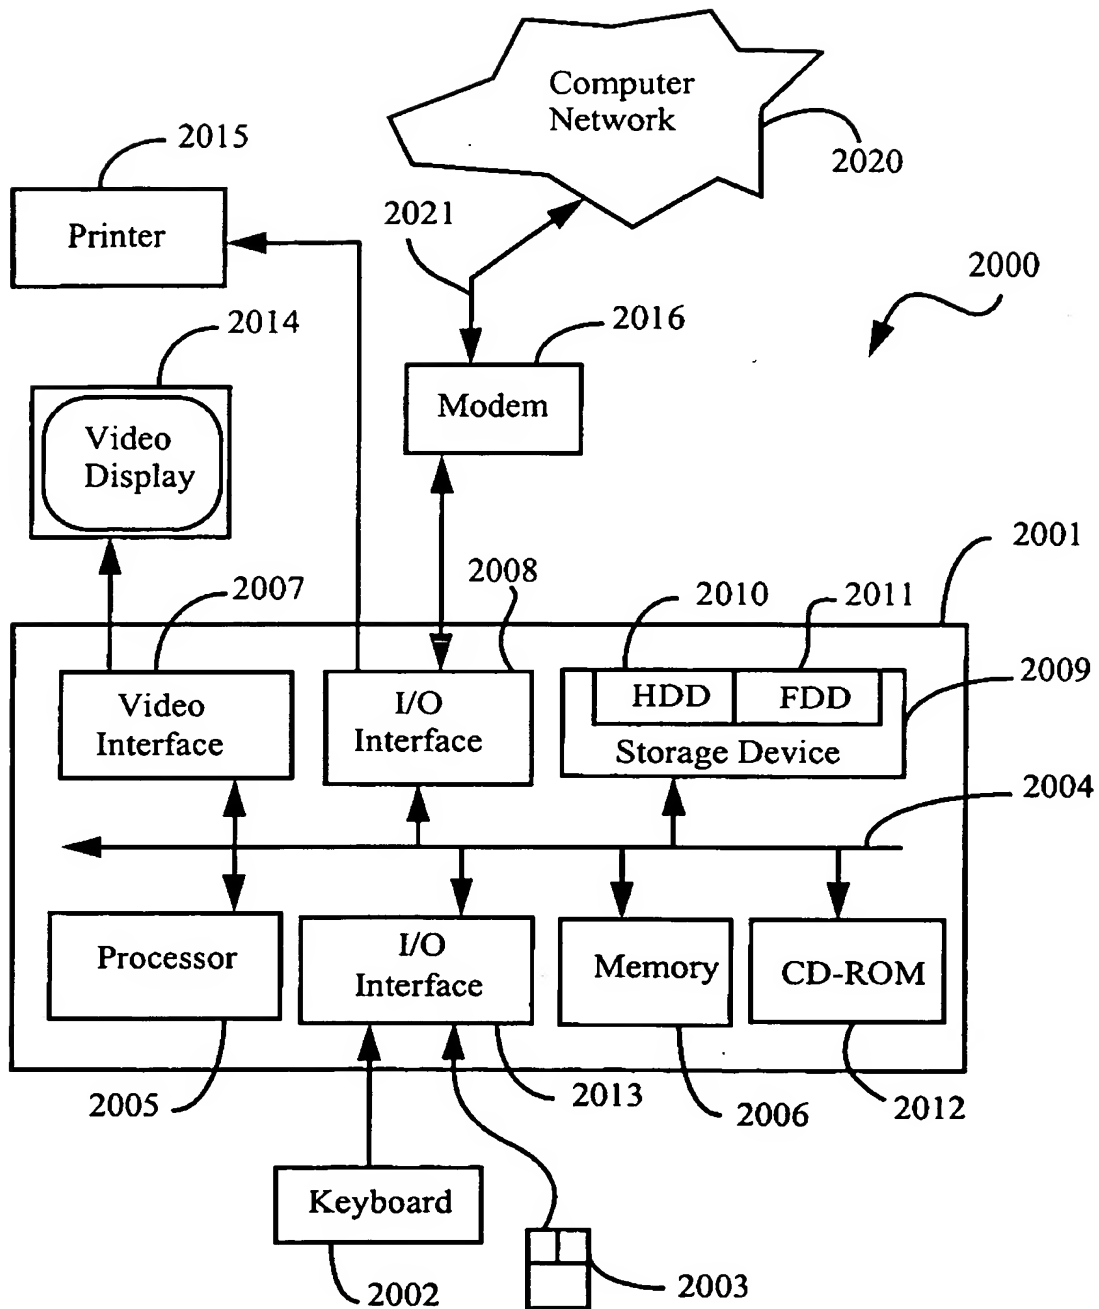 Computer
Network
2015
2020
Printer
2021
2000
2014
2016
Video
Display
Modem
2001
2007
2008
2010
2011
2009
Video
Interface
I/O
Interface
HDD
FDD
Storage Device
2004
Processor
I/O
Interface
Memory
CD-ROM
2005
2013
2006
2012
Keyboard
2002
2003